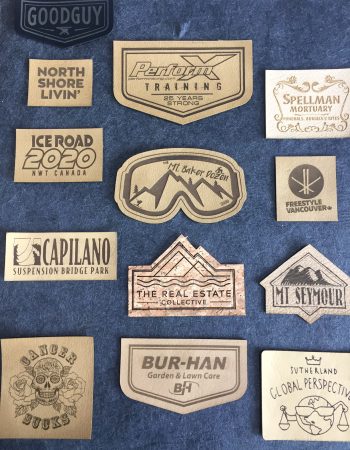 GOODGUY
NORTH
SHORE
LIVIN'
PerformX
TRAINING
25 YEARS
STRONG
SPELLMAN
MORTUARY
ICE ROAD
2020
NWT CANADA
THE Mt Baker Dozen
FREESTYLE
VANCOUVER
CAPILANO
SUSPENSION BRIDGE PARK
THE REAL ESTATE
COLLECTIVE
MT SEYMOUR
CANCER
SUCKS
BUR-HAN
Garden & Lawn Care
BH
SUTHERLAND
GLOBAL PERSPECTIVE